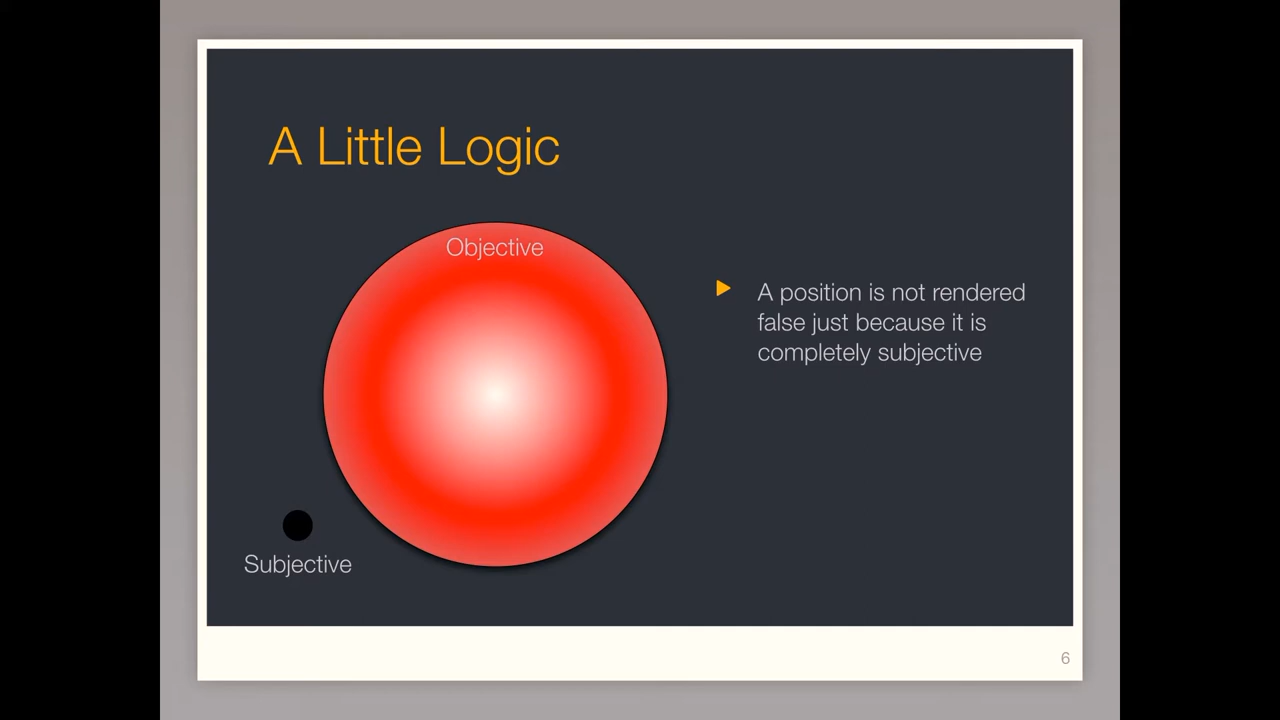 A Little Logic
Objective
A position is not rendered
false just because it is
completely subjective
Subjective
6